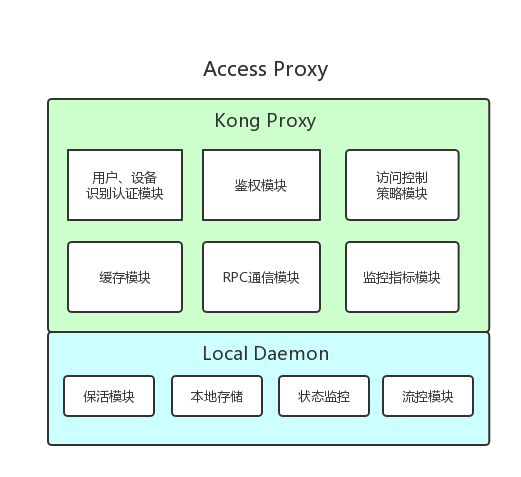 Access Proxy
Kong Proxy
用户、设备
识别认证模块
鉴权模块
访问控制
策略模块
缓存模块
RPC通信模块
监控指标模块
Local Daemon
保活模块
本地存储
状态监控
流控模块